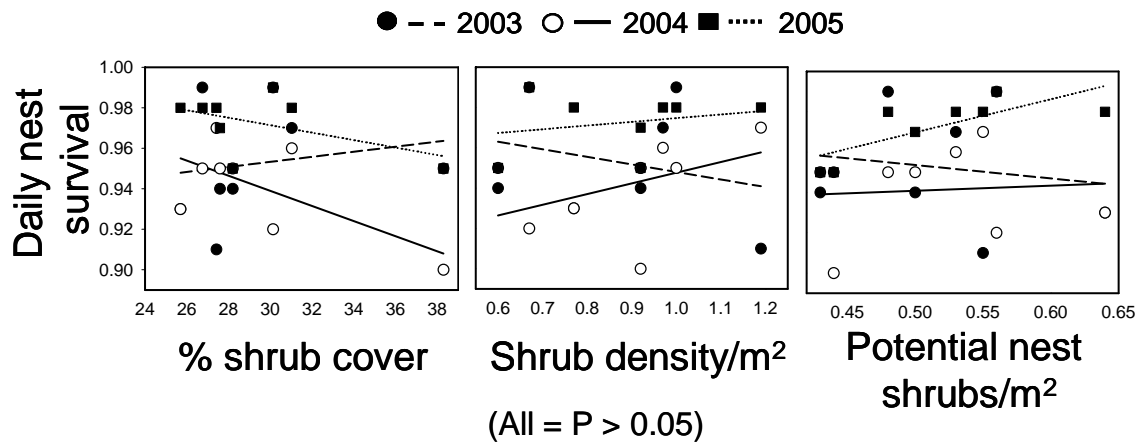 2003 2004 2005
Daily nest
survival
1.00
0.98
0.96
0.94
0.92
0.90
24 26 28 30 32 34 36 38
0.6 0.7 0.8 0.9 1.0 1.1 1.2
0.45 0.50 0.55 0.60 0.65
% shrub cover
Shrub density/m²
Potential nest
shrubs/m²
(All = P > 0.05)